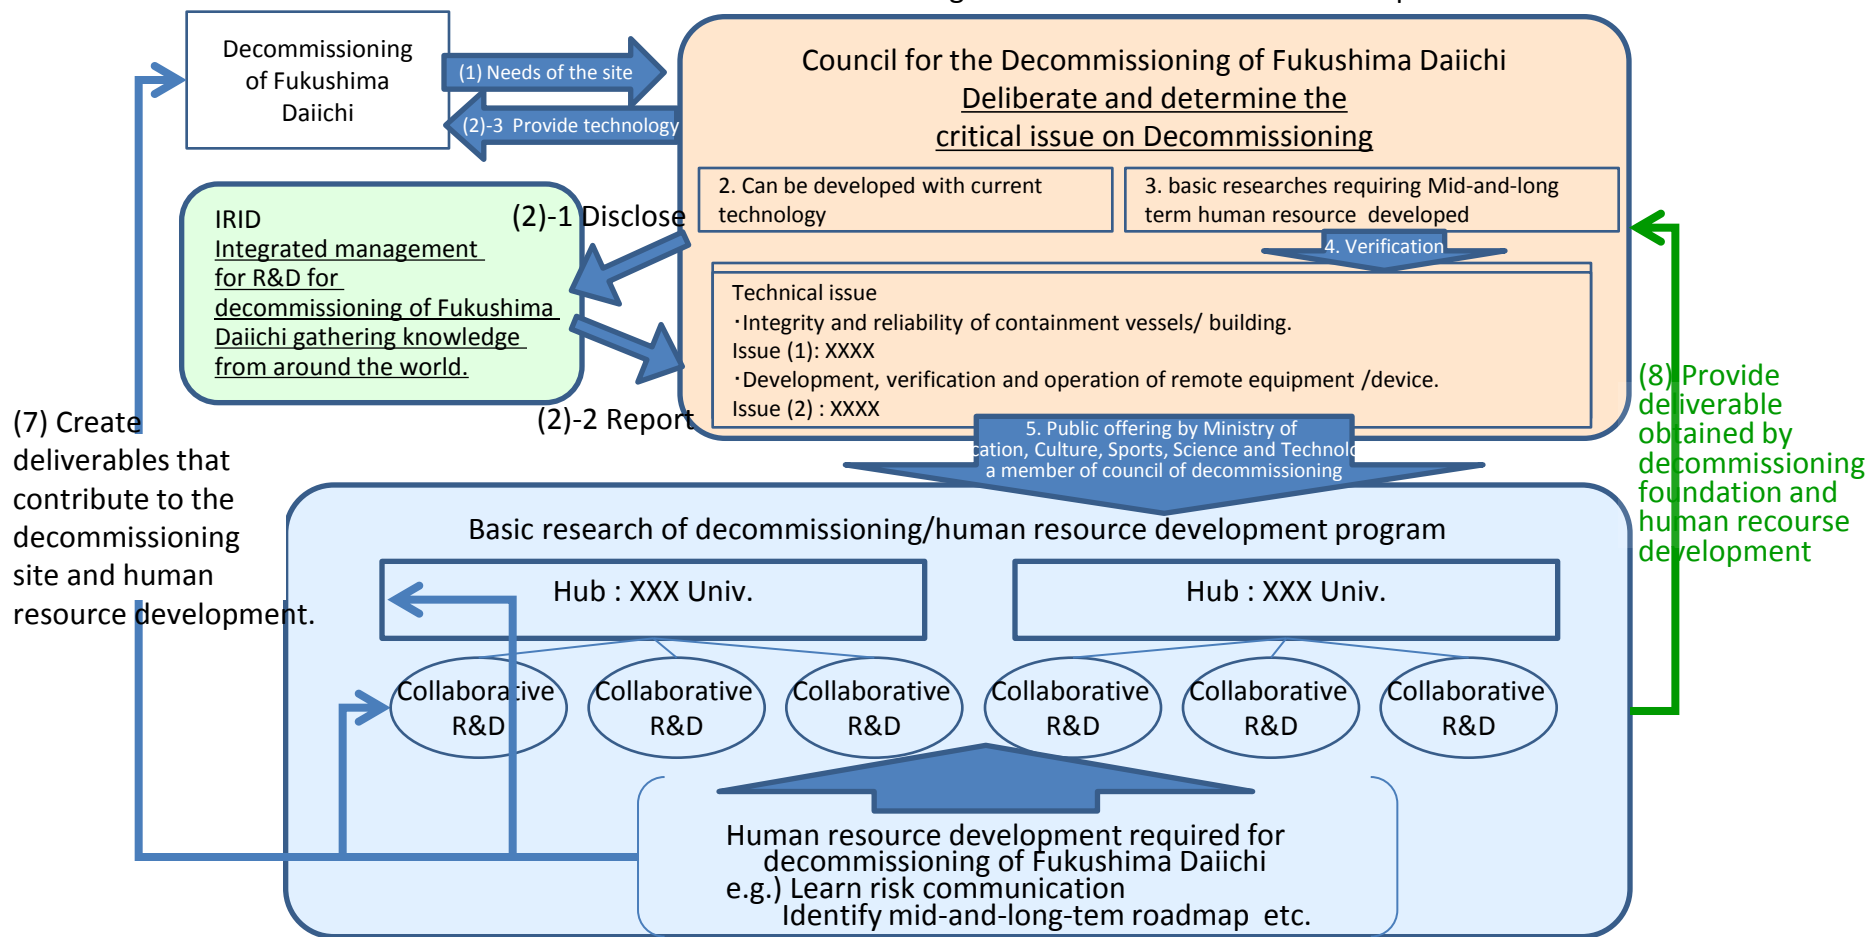 Decommissioning
of Fukushima
Daiichi
(1) Needs of the site
(2)-3 Provide technology
Council for the Decommissioning of Fukushima Daiichi
Deliberate and determine the
critical issue on Decommissioning
2. Can be developed with current
technology
3. basic researches requiring Mid-and-long
term human resource developed
4. Verification
IRID
Integrated management
for R&D for
decommissioning of Fukushima
Daiichi gathering knowledge
from around the world.
(2)-1 Disclose
(2)-2 Report
Technical issue
・Integrity and reliability of containment vessels/ building.
Issue (1): XXXX
・Development, verification and operation of remote equipment /device.
Issue (2) : XXXX
5. Public offering by Ministry of
cation, Culture, Sports, Science and Technolo
a member of council of decommissioning
(7) Create
deliverables that
contribute to the
decommissioning
site and human
resource development.
(8) Provide
deliverable
obtained by
decommissioning
foundation and
human recourse
development
Basic research of decommissioning/human resource development program
Hub : XXX Univ.
Hub : XXX Univ.
Collaborative
R&D
Collaborative
R&D
Collaborative
R&D
Collaborative
R&D
Collaborative
R&D
Collaborative
R&D
Human resource development required for
decommissioning of Fukushima Daiichi
e.g.) Learn risk communication
Identify mid-and-long-tem roadmap etc.